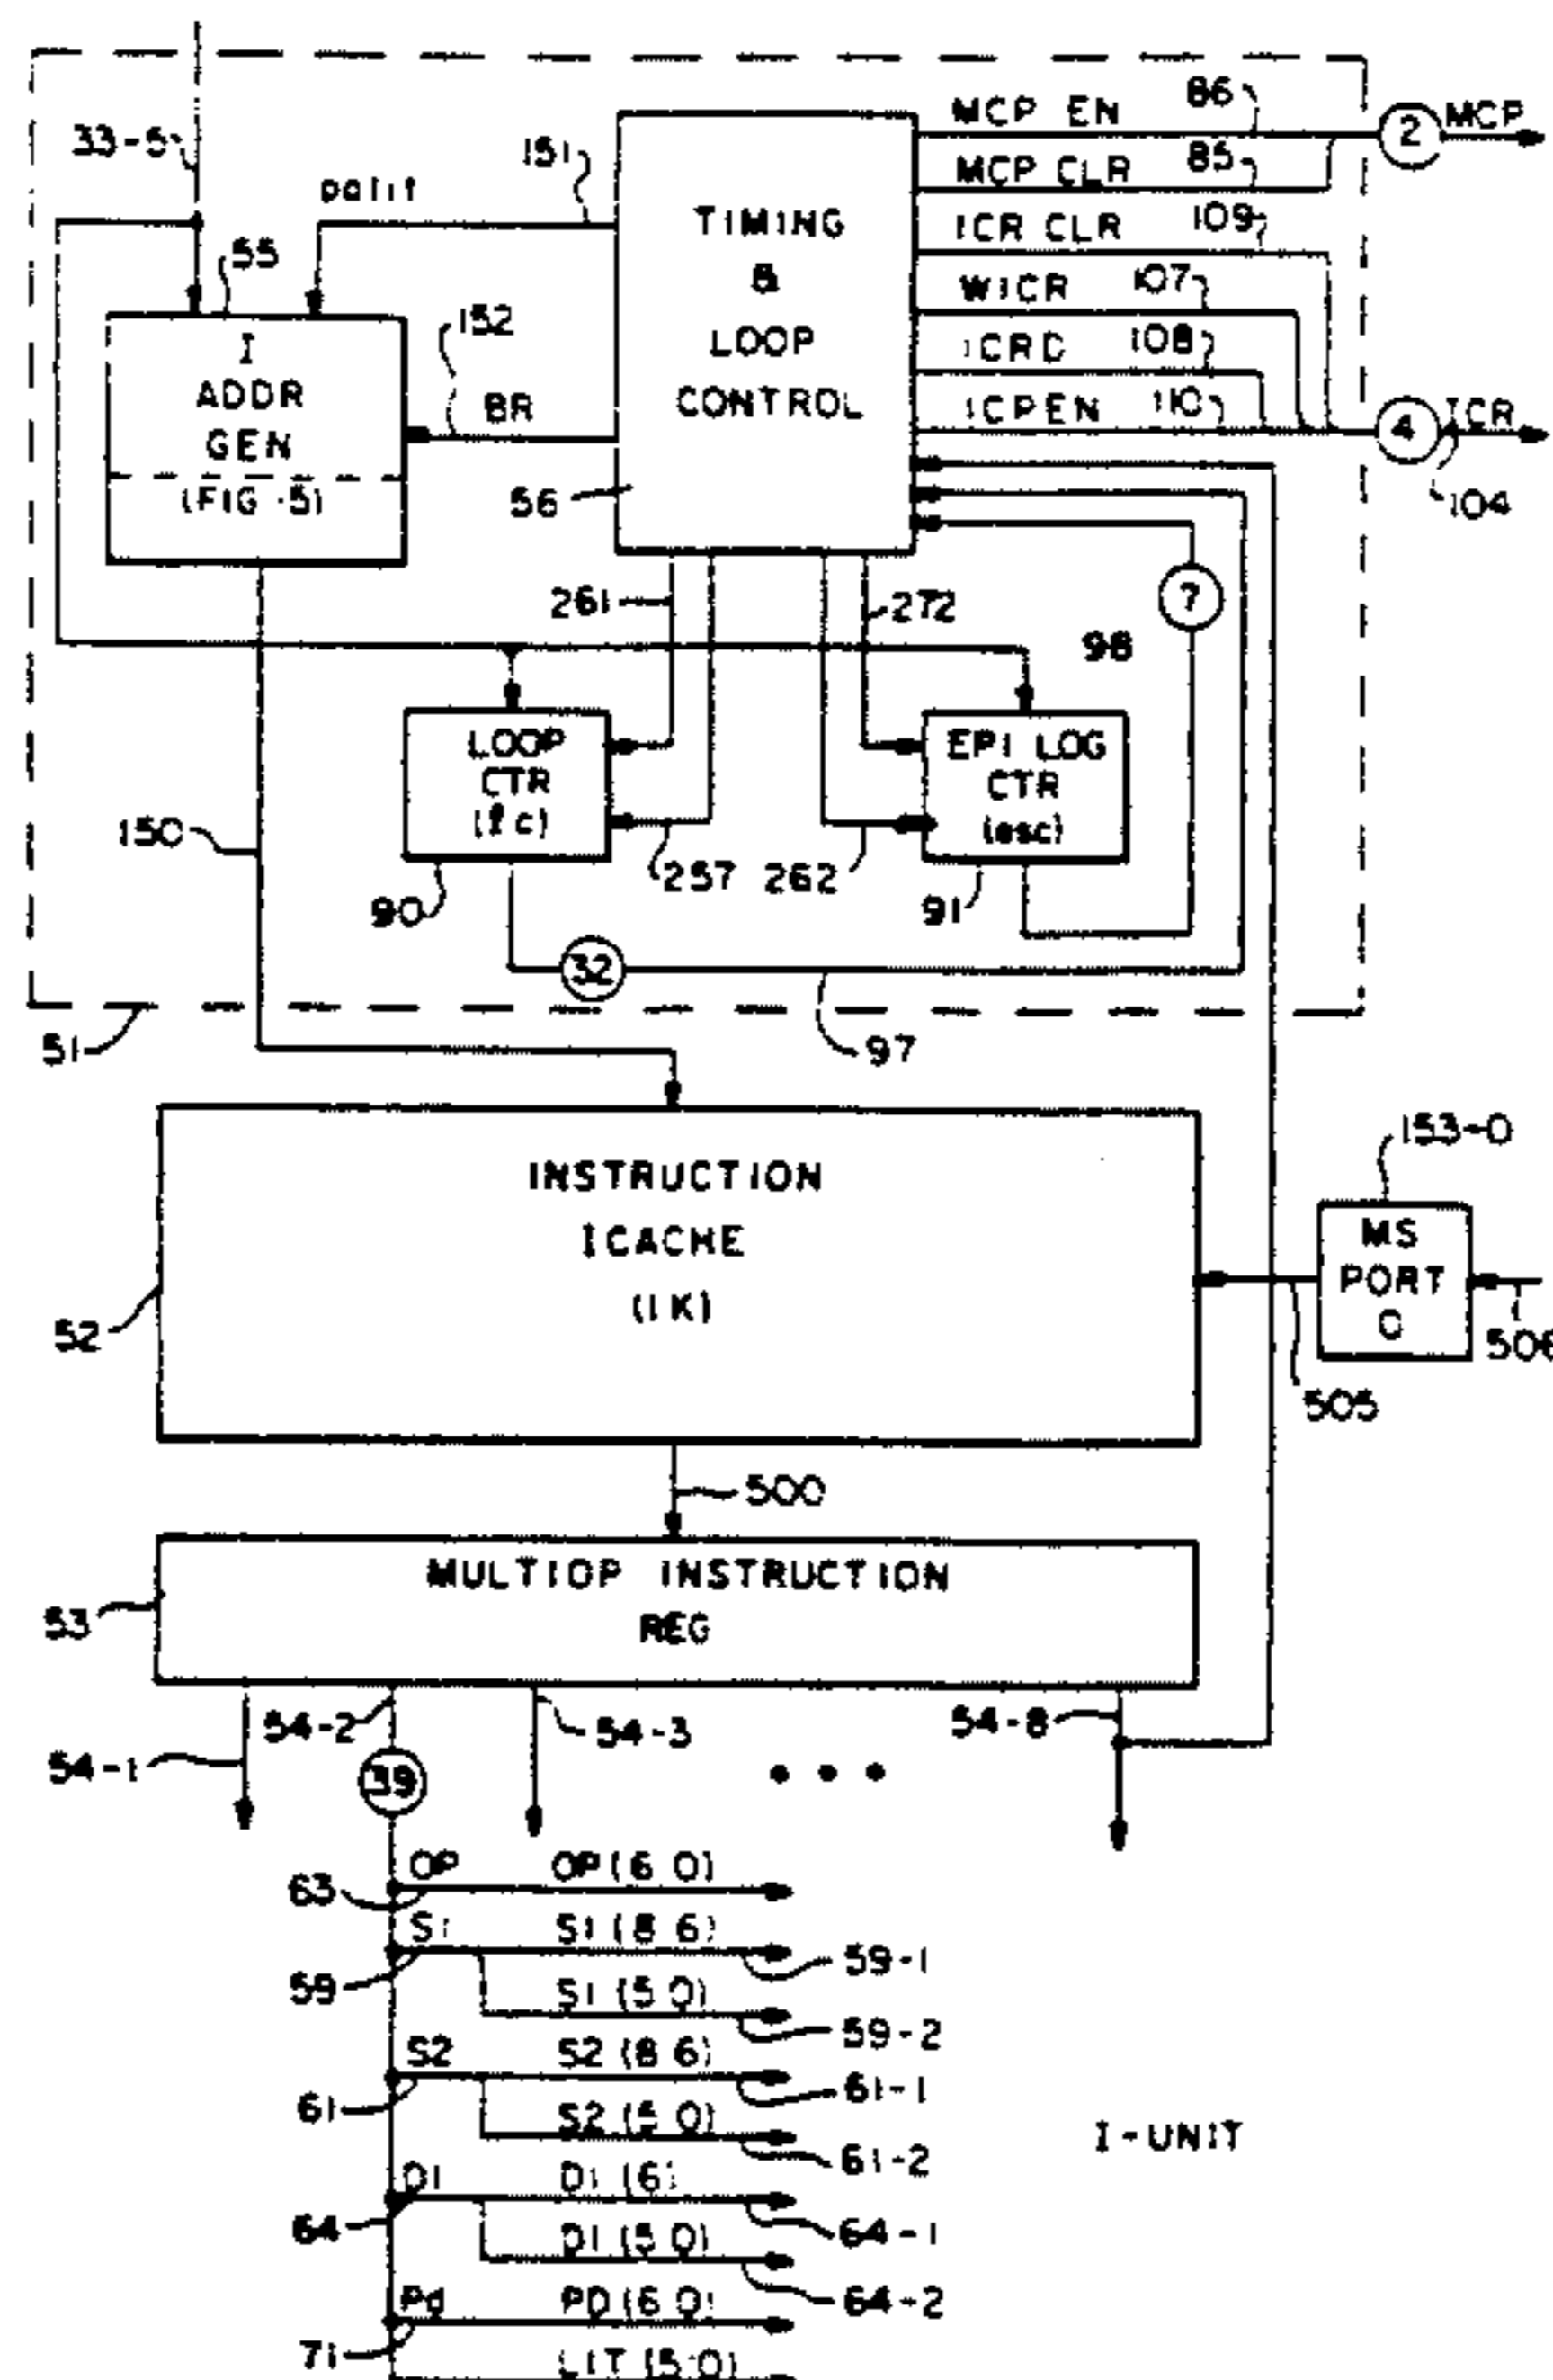 MCP EN
86
2
MCP
33-5
151
MCP CLR
85
palit
TIMING
&
LOOP
CONTROL
ICR CLR
109
55
WICR
107
I
ADDR
GEN
(FIG-5)
152
ICRD
108
BR
ICPEN
110
4
ICR
56
104
261
272
7
98
LOOP
CTR
(lc)
EPI LOG
CTR
(esc)
150
257
262
90
91
32
51
97
INSTRUCTION
ICACHE
(1K)
153-0
MS
PORT
0
52
506
505
500
MULTIOP INSTRUCTION
REG
53
54-1
54-2
54-3
54-8
• • •
39
OP
OP(6 0)
63
S1
S1 (8 6)
59-1
59
S1 (5 0)
59-2
S2
S2 (8 6)
61-1
61
S2 (5 0)
61-2
I-UNIT
D1
D1 (6)
64-1
64
D1 (5 0)
64-2
Pd
PD (6 0)
71
LIT (5:0)